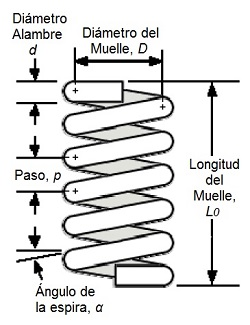 Diámetro
Alambre
d
Diámetro del
Muelle, D
Paso, p
Longitud
del
Muelle,
L0
Ángulo de
la espira, α